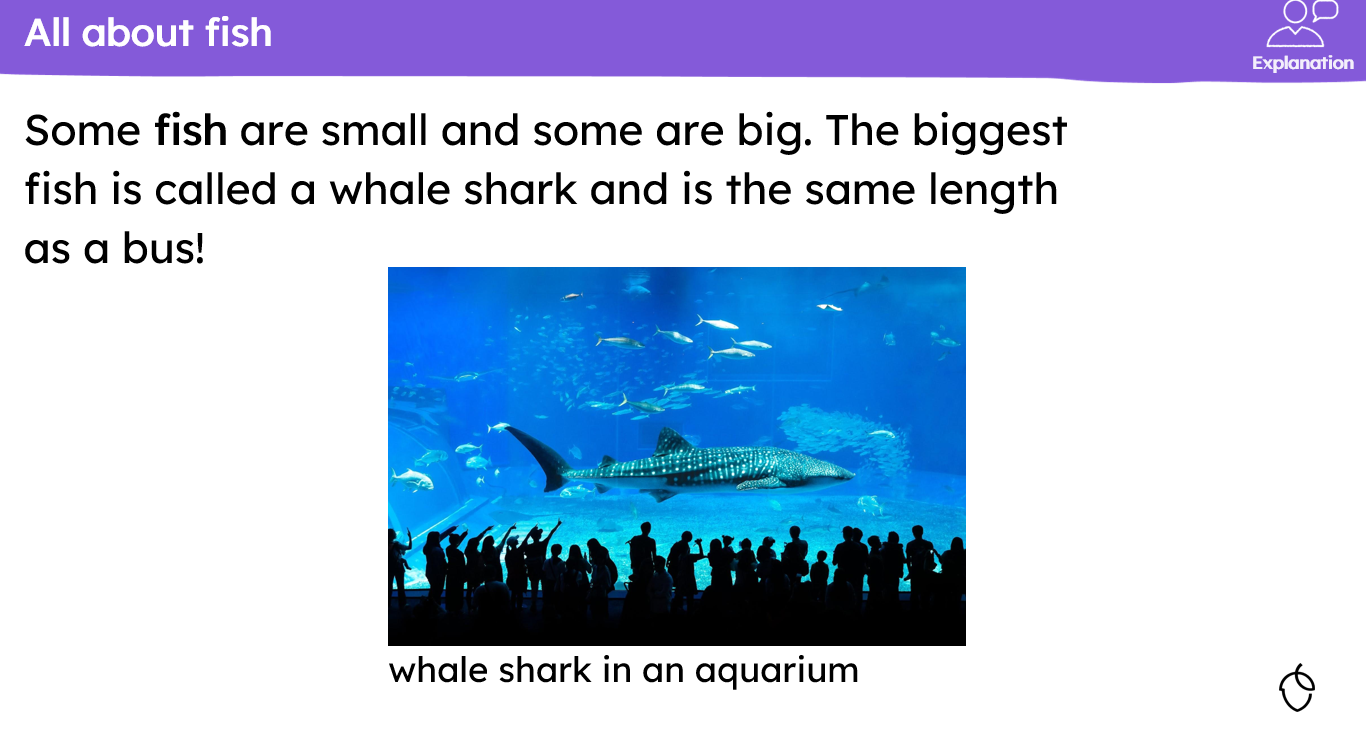 All about fish
Explanation
Some fish are small and some are big. The biggest
fish is called a whale shark and is the same length
as a bus!
whale shark in an aquarium